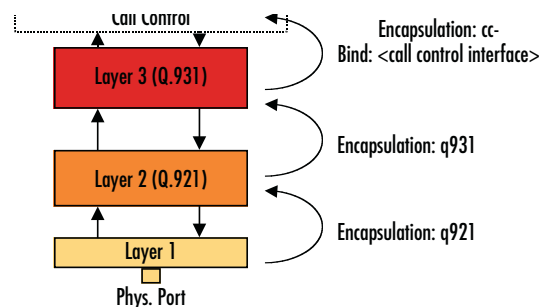 Call Control
Encapsulation: cc-
Bind: <call control interface>
Layer 3 (Q.931)
Encapsulation: q931
Layer 2 (Q.921)
Encapsulation: q921
Layer 1
Phys. Port